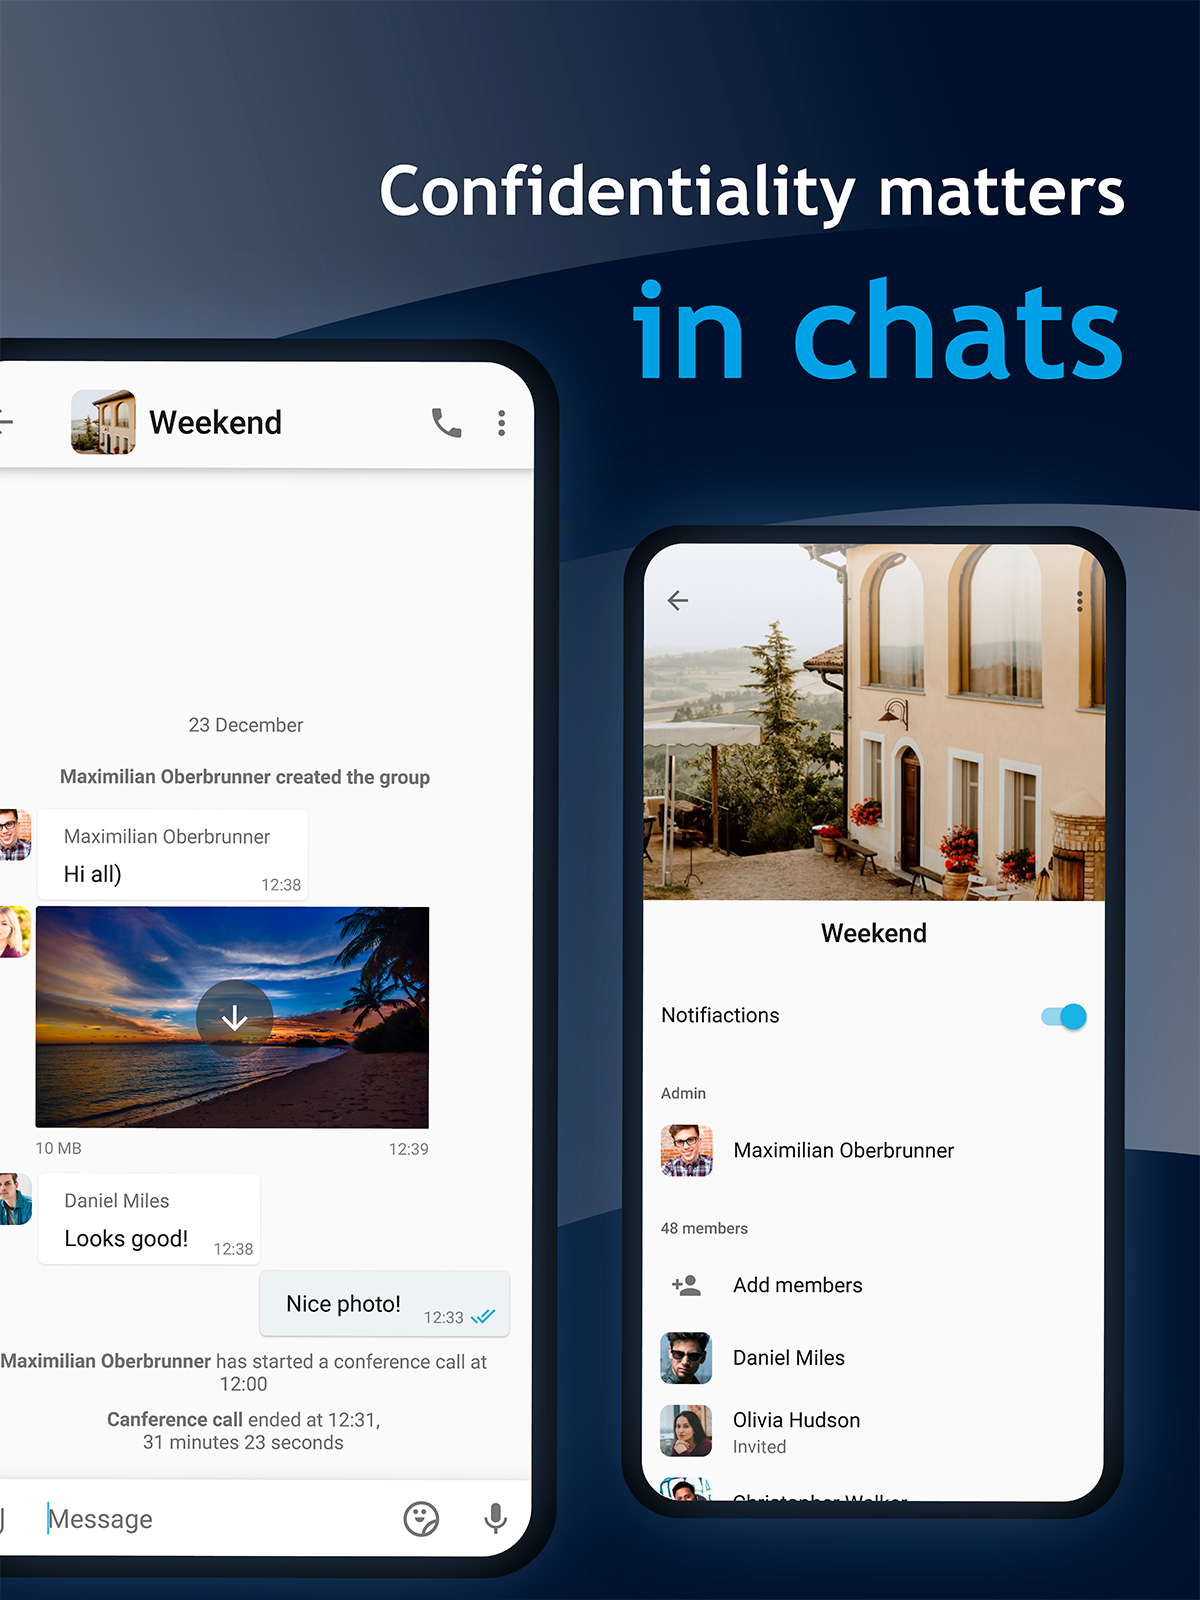 Confidentiality matters
in chats
Weekend
23 December
Maximilian Oberbrunner created the group
Maximilian Oberbrunner
Hi all)
12:38
10 MB
12:39
Daniel Miles
Looks good!
12:38
Nice photo!
12:33
Maximilian Oberbrunner has started a conference call at
12:00
Canference call ended at 12:31,
31 minutes 23 seconds
Message
Weekend
Notifiactions
Admin
Maximilian Oberbrunner
48 members
Add members
Daniel Miles
Olivia Hudson
Invited
Christopher Walker